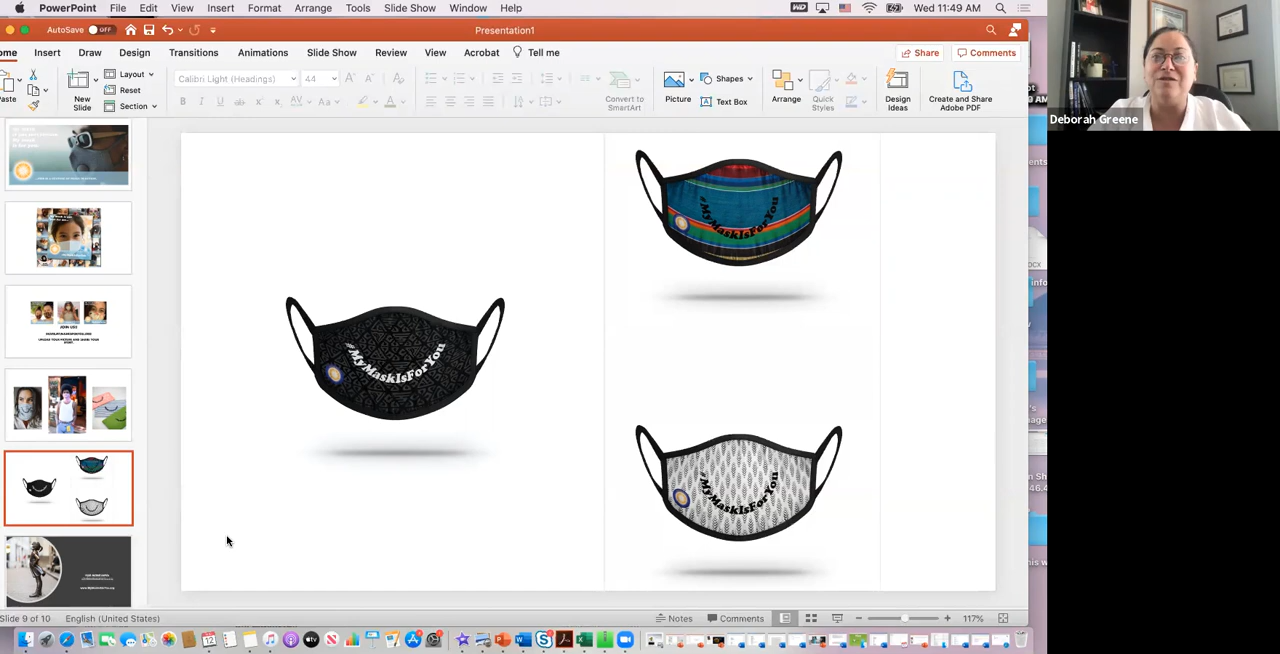 PowerPoint File Edit View Insert Format Arrange Tools Slide Show Window Help
Wed 11:49 AM
AutoSave OFF
Presentation1
Insert Draw Design Transitions Animations Slide Show Review View Acrobat Tell me
Share Comments
Layout
Reset
Section
New
Slide
Calibri Light (Headings) 44
Convert to
SmartArt
Picture
Shapes
Text Box
Arrange
Quick
Styles
Design
Ideas
Create and Share
Adobe PDF
Deborah Greene
#MyMaskIsForYou
#MyMaskIsForYou
#MyMaskIsForYou
JOIN US!
Slide 9 of 10 English (United States)
Notes Comments 117%